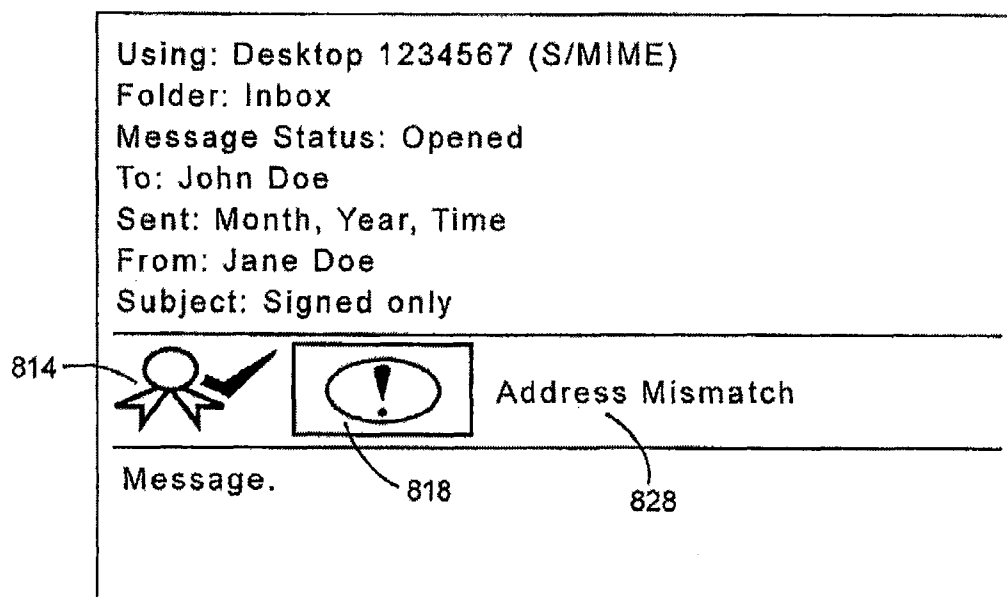 Using: Desktop 1234567 (S/MIME)
Folder: Inbox
Message Status: Opened
To: John Doe
Sent: Month, Year, Time
From: Jane Doe
Subject: Signed only
814
! Address Mismatch
Message.
818
828